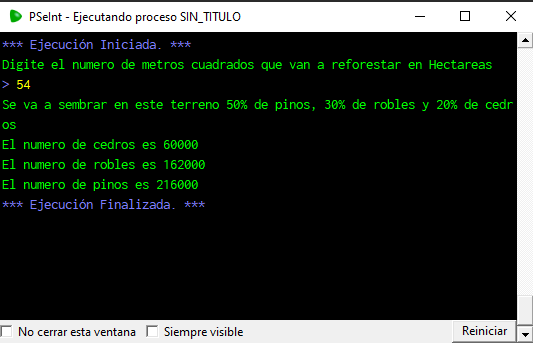 PSeInt - Ejecutando proceso SIN_TITULO
*** Ejecución Iniciada. ***
Digite el numero de metros cuadrados que van a reforestar en Hectareas
> 54
Se va a sembrar en este terreno 50% de pinos, 30% de robles y 20% de cedr
os
El numero de cedros es 60000
El numero de robles es 162000
El numero de pinos es 216000
*** Ejecución Finalizada. ***
No cerrar esta ventana Siempre visible Reiniciar